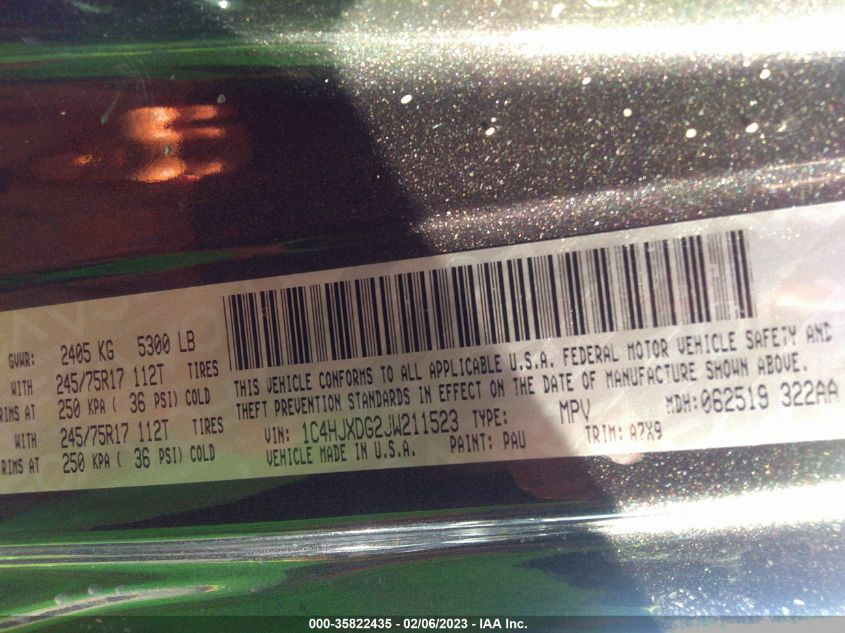 GVWR: 2405 KG 5300 LB
WITH 245/75R17 112T TIRES
RIMS AT 250 KPA ( 36 PSI) COLD
WITH 245/75R17 112T TIRES
RIMS AT 250 KPA ( 36 PSI) COLD
THIS VEHICLE CONFORMS TO ALL APPLICABLE U.S.A. FEDERAL MOTOR VEHICLE SAFETY AND
THEFT PREVENTION STANDARDS IN EFFECT ON THE DATE OF MANUFACTURE SHOWN ABOVE.
VIN: 1C4HJXDG2JW211523 TYPE: MPV MDH:062519 322AA
VEHICLE MADE IN U.S.A. PAINT: PAU TRIM: A7X9
000-35822435 - 02/06/2023 - IAA Inc.